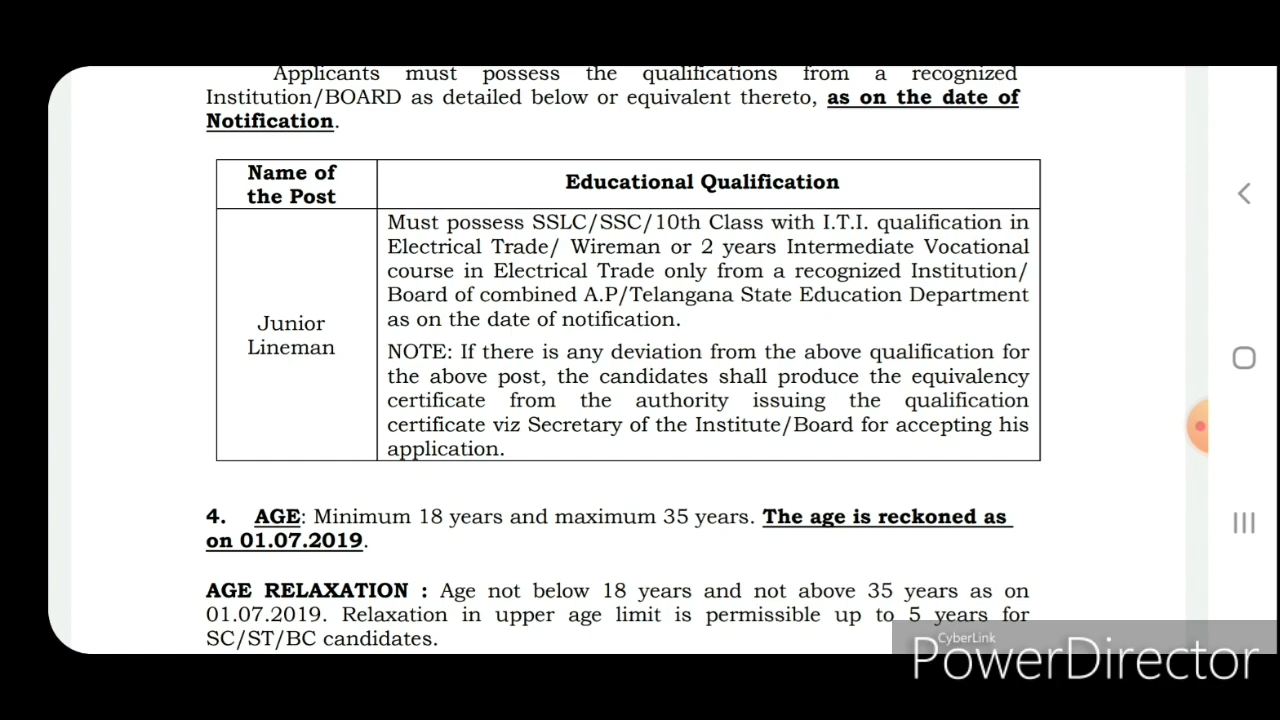 Applicants must possess the qualifications from a recognized
Institution/BOARD as detailed below or equivalent thereto, as on the date of
Notification.
Name of
the Post
Educational Qualification
Junior
Lineman
Must possess SSLC/SSC/10th Class with I.T.I. qualification in
Electrical Trade/ Wireman or 2 years Intermediate Vocational
course in Electrical Trade only from a recognized Institution/
Board of combined A.P/Telangana State Education Department
as on the date of notification.
NOTE: If there is any deviation from the above qualification for
the above post, the candidates shall produce the equivalency
certificate from the authority issuing the qualification
certificate viz Secretary of the Institute/Board for accepting his
application.
4. AGE: Minimum 18 years and maximum 35 years. The age is reckoned as
on 01.07.2019.
AGE RELAXATION : Age not below 18 years and not above 35 years as on
01.07.2019. Relaxation in upper age limit is permissible up to 5 years for
SC/ST/BC candidates.
CyberLink
PowerDirector